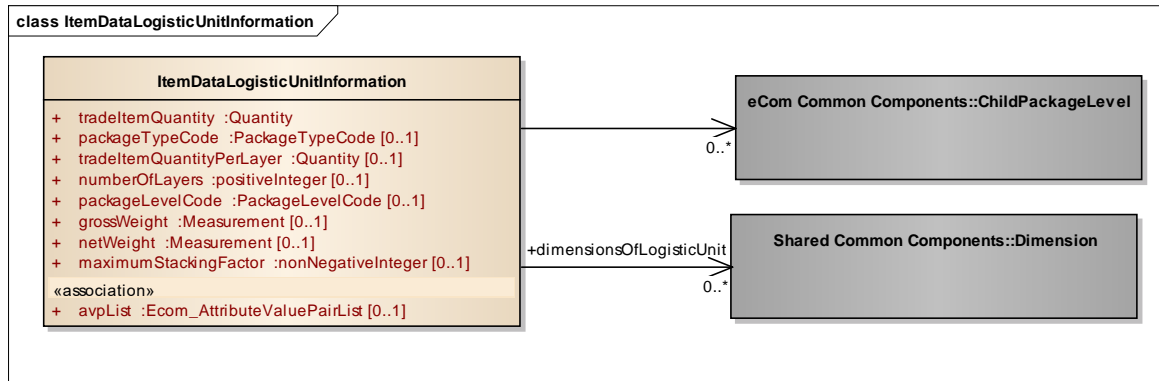 class ItemDataLogisticUnitInformation
ItemDataLogisticUnitInformation
+ tradeItemQuantity :Quantity
+ packageTypeCode :PackageTypeCode [0..1]
+ tradeItemQuantityPerLayer :Quantity [0..1]
+ numberOfLayers :positiveInteger [0..1]
+ packageLevelCode :PackageLevelCode [0..1]
+ grossWeight :Measurement [0..1]
+ netWeight :Measurement [0..1]
+ maximumStackingFactor :nonNegativeInteger [0..1]
«association»
+ avpList :Ecom_AttributeValuePairList [0..1]
eCom Common Components::ChildPackageLevel
0..*
+dimensionsOfLogisticUnit
0..*
Shared Common Components::Dimension